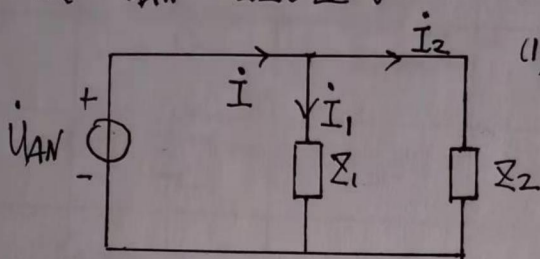 İ₂
(1
İ
İ₁
+
U̇AN
-
Z₁
Z₂